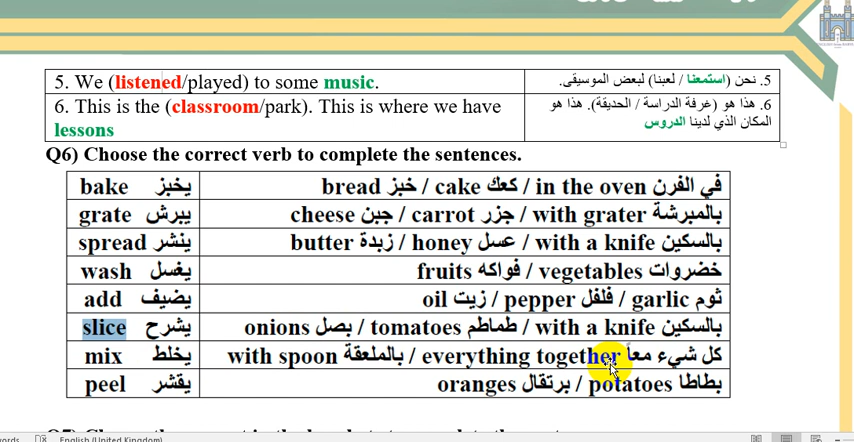 5. We (listened/played) to some music.
5. نحن (استمعنا / لعبنا) لبعض الموسيقى.
6. This is the (classroom/park). This is where we have lessons
6. هذا هو (غرفة الدراسة / الحديقة). هذا هو المكان الذي لدينا الدروس
Q6) Choose the correct verb to complete the sentences.
bake يخبز bread خبز / cake كعك / in the oven في الفرن
grate يبرش cheese جبن / carrot جزر / with grater بالمبرشة
spread ينشر butter زبدة / honey عسل / with a knife بالسكين
wash يغسل fruits فواكه / vegetables خضروات
add يضيف oil زيت / pepper فلفل / garlic ثوم
slice يشرح onions بصل / tomatoes طماطم / with a knife بالسكين
mix يخلط with spoon بالملعقة / everything together كل شيء معاً
peel يقشر oranges برتقال / potatoes بطاطا
English (United Kingdom)